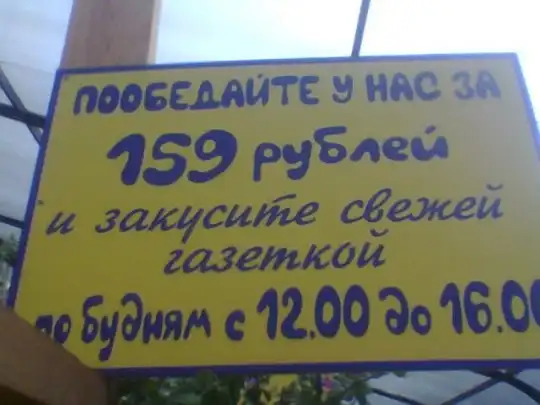 ПООБЕДАЙТЕ У НАС ЗА
159 рублей
и закусите свежей
газеткой
по будням с 12.00 до 16.00